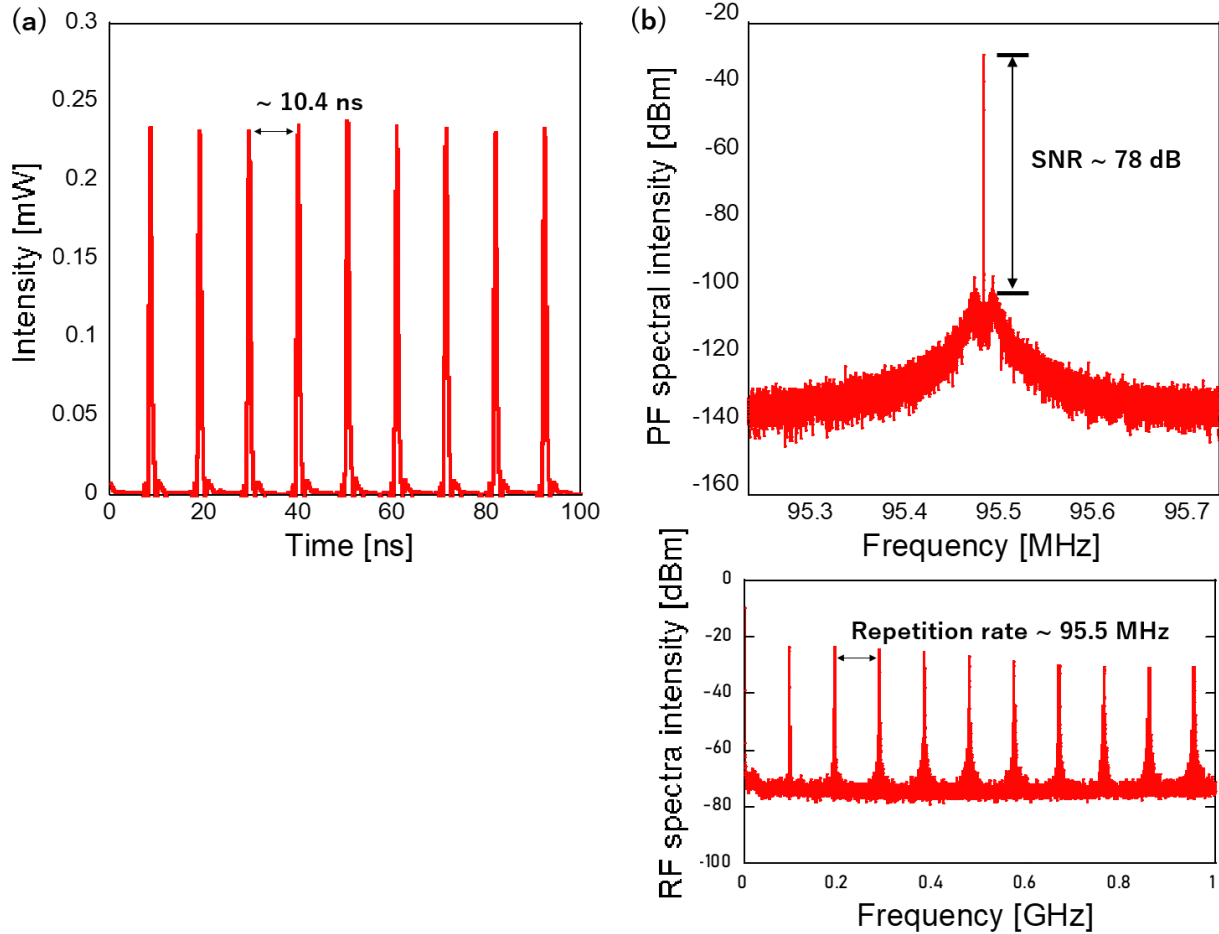 (a)
0.3
0.25
0.2
0.15
0.1
0.05
0
Intensity [mW]
~ 10.4 ns
0 20 40 60 80 100
Time [ns]
(b)
-20
-20
-40
-60
-80
-100
-120
-140
-160
PF spectral intensity [dBm]
SNR ~ 78 dB
95.3 95.4 95.5 95.6 95.7
Frequency [MHz]
0
-20
-40
-60
-80
-100
RF spectra intensity [dBm]
Repetition rate ~ 95.5 MHz
0 0.2 0.4 0.6 0.8 1
Frequency [GHz]